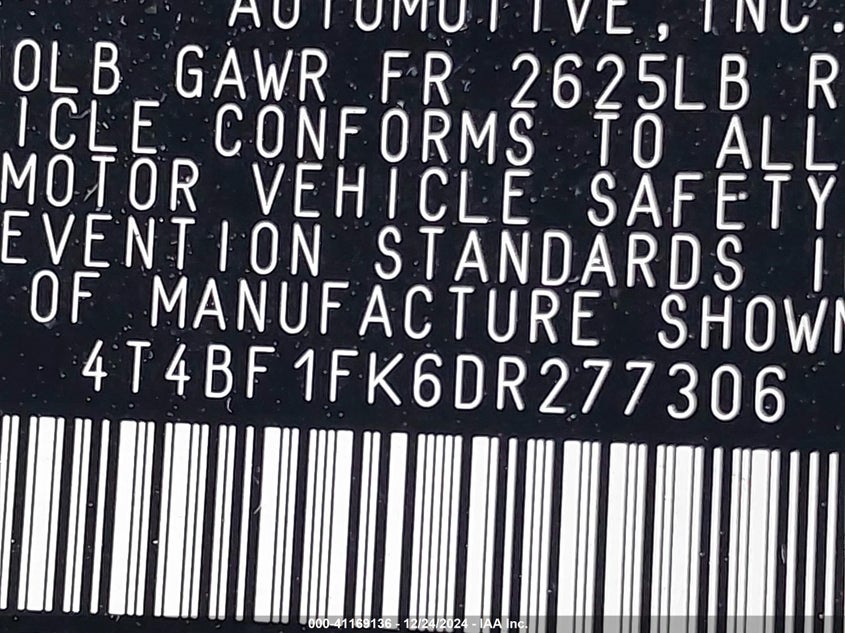 AUTOMOTIVE, INC.
OLB GAWR FR 2625LB R
ICLE CONFORMS TO ALL
MOTOR VEHICLE SAFETY
EVENTION STANDARDS I
OF MANUFACTURE SHOWN
4T4BF1FK6DR277306
000-41169136 - 12/24/2024 - IAA Inc.